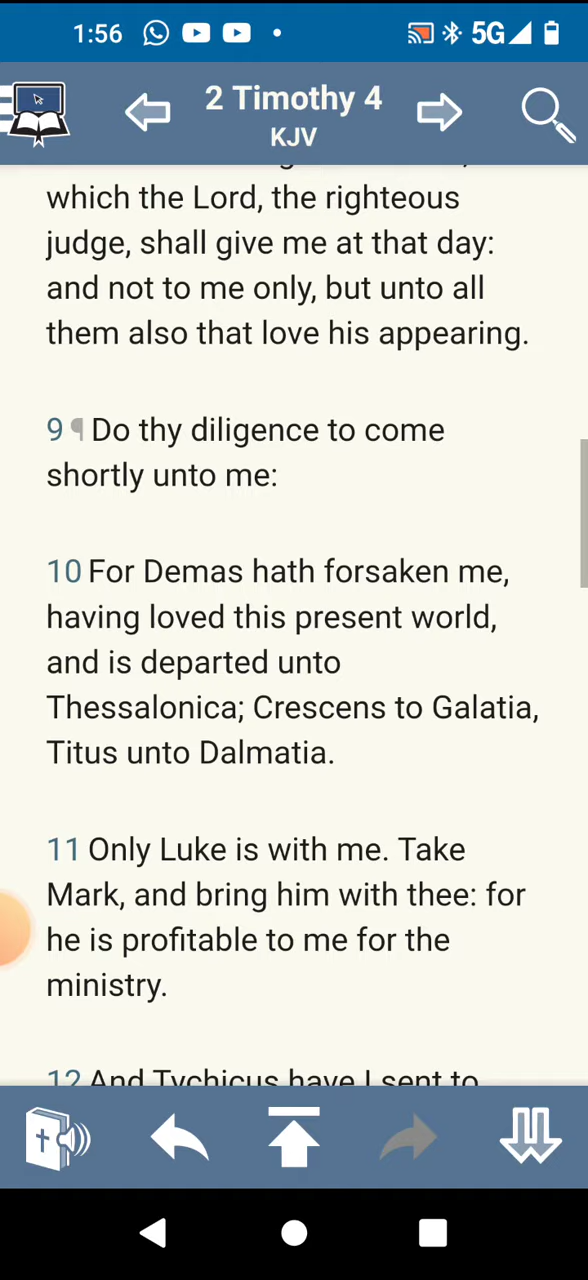 1:56 5G
2 Timothy 4
KJV
which the Lord, the righteous
judge, shall give me at that day:
and not to me only, but unto all
them also that love his appearing.
9 ¶ Do thy diligence to come
shortly unto me:
10 For Demas hath forsaken me,
having loved this present world,
and is departed unto
Thessalonica; Crescens to Galatia,
Titus unto Dalmatia.
11 Only Luke is with me. Take
Mark, and bring him with thee: for
he is profitable to me for the
ministry.
12 And Tychicus have I sent to